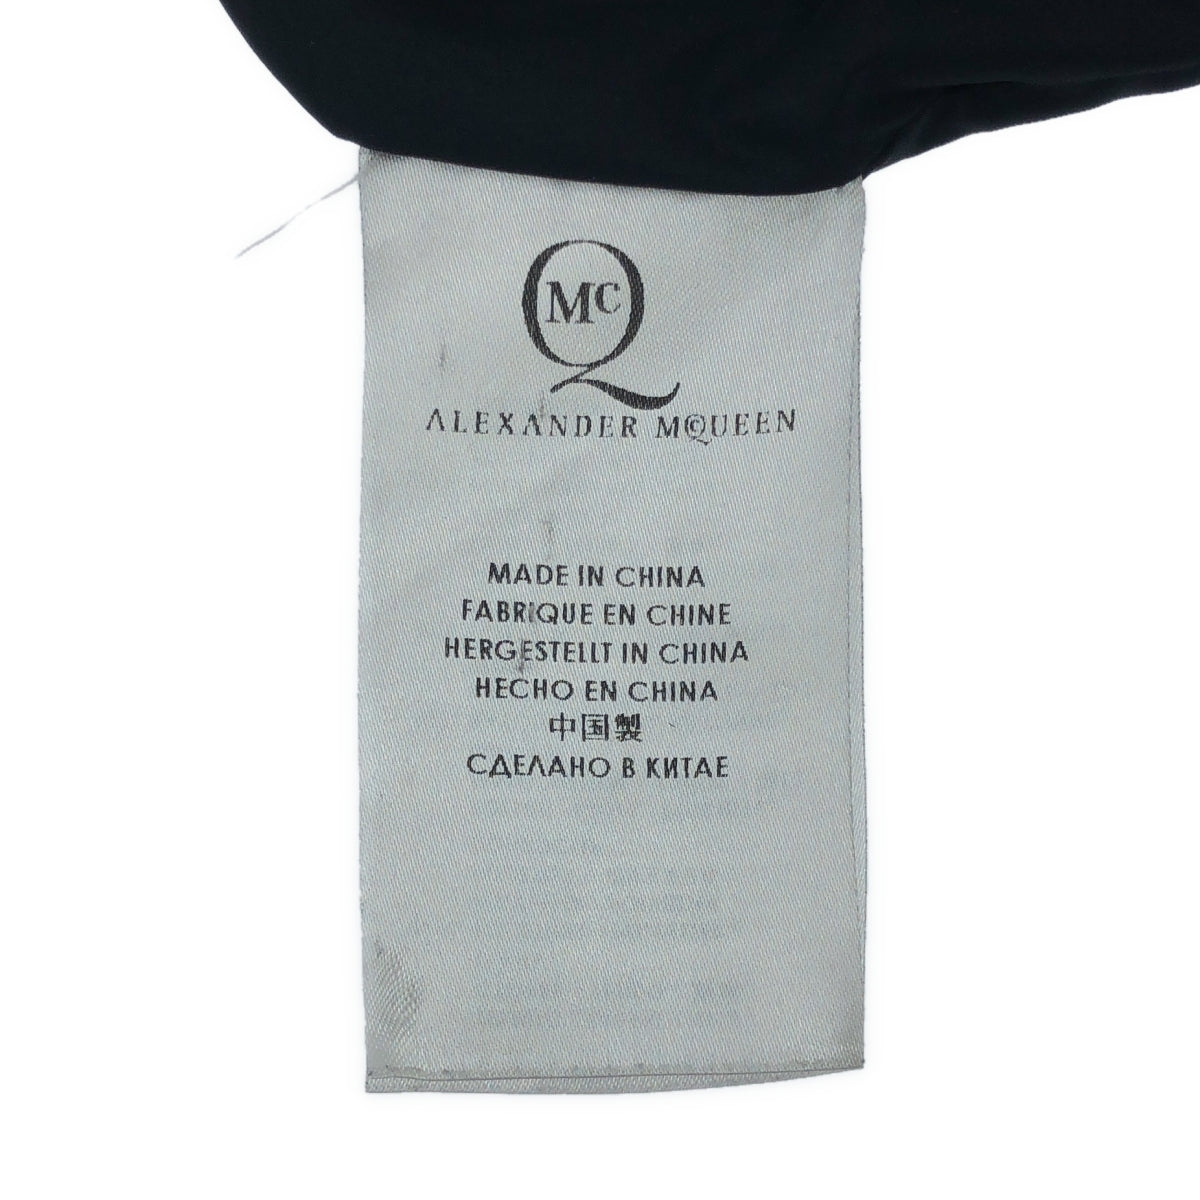 McQ
ALEXANDER McQUEEN
MADE IN CHINA
FABRIQUE EN CHINE
HERGESTELLT IN CHINA
HECHO EN CHINA
中国製
СДЕЛАНО В КИТАЕ